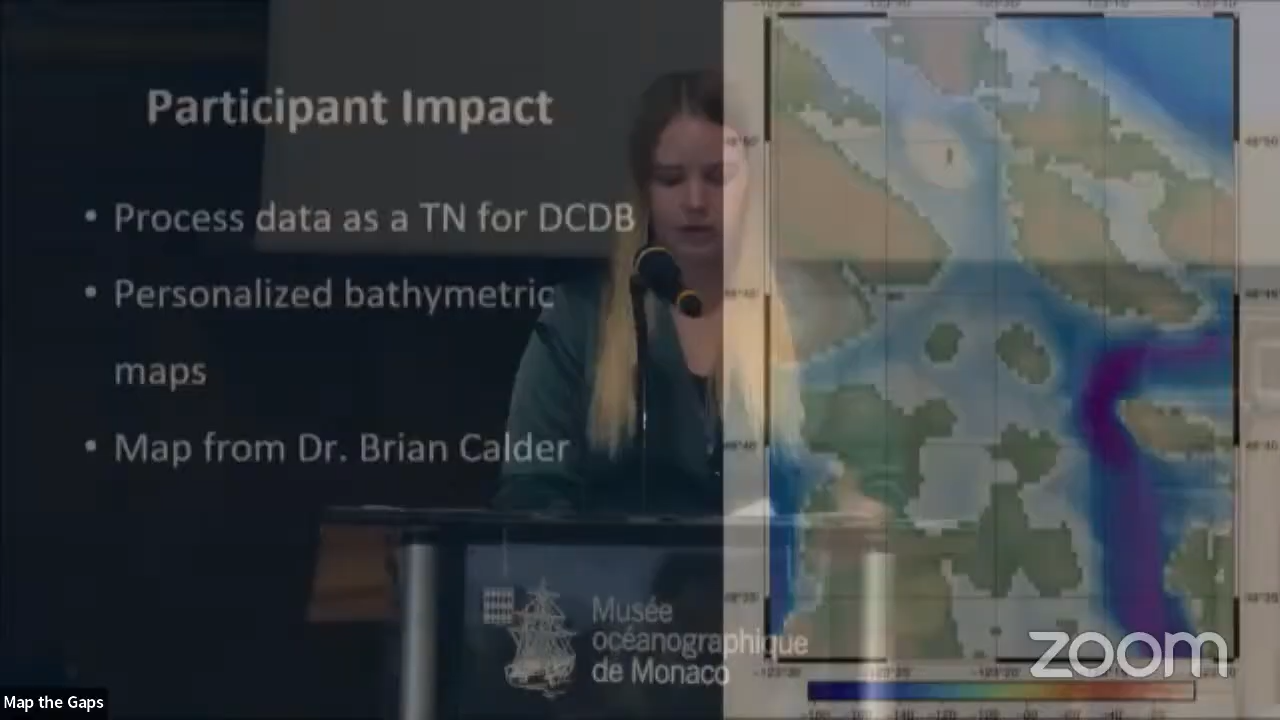 Participant Impact
• Process data as a TN for DCDB
• Personalized bathymetric
maps
• Map from Dr. Brian Calder
Musée
océanographique
de Monaco
zoom
Map the Gaps